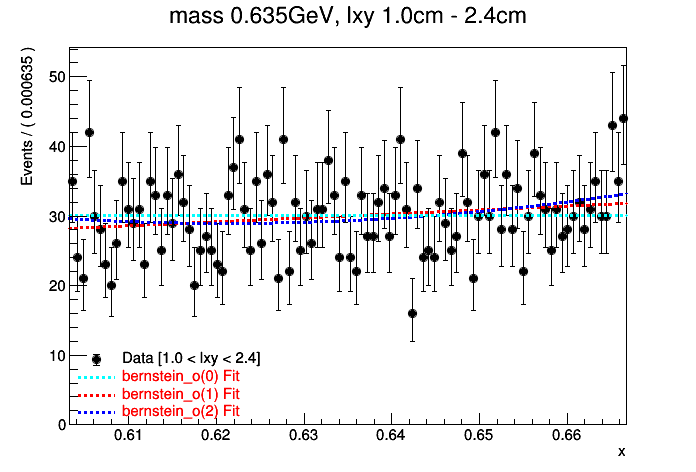 mass 0.635GeV, lxy 1.0cm - 2.4cm
Events / ( 0.000635 )
50
40
30
20
10
0
Data [1.0 < lxy < 2.4]
bernstein_o(0) Fit
bernstein_o(1) Fit
bernstein_o(2) Fit
0.61 0.62 0.63 0.64 0.65 0.66
x